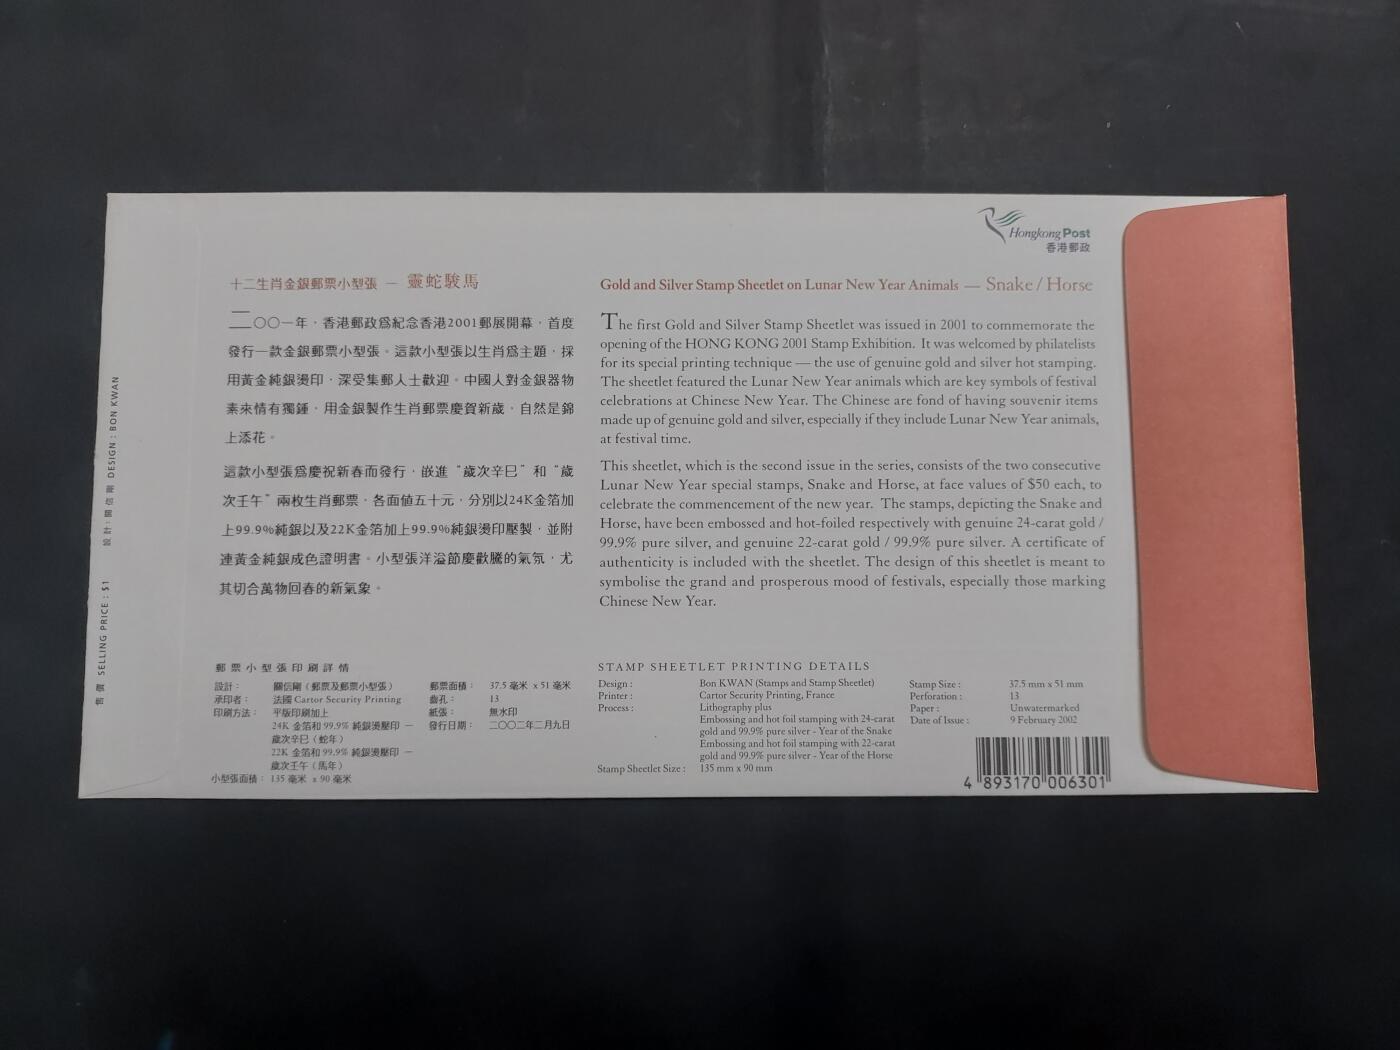 Hongkong Post
香港郵政
十二生肖金銀郵票小型張 — 靈蛇駿馬
二〇〇一年，香港郵政爲紀念香港2001郵展開幕，首度
發行一款金銀郵票小型張。這款小型張以生肖爲主題，採
用黃金純銀燙印，深受集郵人士歡迎。中國人對金銀器物
素來情有獨鍾，用金銀製作生肖郵票慶賀新歲，自然是錦
上添花。
這款小型張爲慶祝新春而發行，嵌進“歲次辛巳”和“歲
次壬午”兩枚生肖郵票，各面値五十元，分別以24K金箔加
上99.9%純銀以及22K金箔加上99.9%純銀燙印壓製，並附
連黃金純銀成色證明書。小型張洋溢節慶歡騰的氣氛，尤
其切合萬物回春的新氣象。
Gold and Silver Stamp Sheetlet on Lunar New Year Animals — Snake / Horse
The first Gold and Silver Stamp Sheetlet was issued in 2001 to commemorate the
opening of the HONG KONG 2001 Stamp Exhibition. It was welcomed by philatelists
for its special printing technique — the use of genuine gold and silver hot stamping.
The sheetlet featured the Lunar New Year animals which are key symbols of festival
celebrations at Chinese New Year. The Chinese are fond of having souvenir items
made up of genuine gold and silver, especially if they include Lunar New Year animals,
at festival time.
This sheetlet, which is the second issue in the series, consists of the two consecutive
Lunar New Year special stamps, Snake and Horse, at face values of $50 each, to
celebrate the commencement of the new year. The stamps, depicting the Snake and
Horse, have been embossed and hot-foiled respectively with genuine 24-carat gold /
99.9% pure silver, and genuine 22-carat gold / 99.9% pure silver. A certificate of
authenticity is included with the sheetlet. The design of this sheetlet is meant to
symbolise the grand and prosperous mood of festivals, especially those marking
Chinese New Year.
郵票小型張印刷詳情
設計： 關信剛（郵票及郵票小型張）
承印者： 法國 Cartor Security Printing
印刷方法： 平版印刷加上
24K 金箔和 99.9% 純銀燙壓印 —
歲次辛巳（蛇年）
22K 金箔和 99.9% 純銀燙壓印 —
歲次壬午（馬年）
小型張面積： 135 毫米 x 90 毫米
郵票面積： 37.5 毫米 x 51 毫米
齒孔： 13
紙張： 無水印
發行日期： 二〇〇二年二月九日
STAMP SHEETLET PRINTING DETAILS
Design : Bon KWAN (Stamps and Stamp Sheetlet)
Printer : Cartor Security Printing, France
Process : Lithography plus
Embossing and hot foil stamping with 24-carat
gold and 99.9% pure silver - Year of the Snake
Embossing and hot foil stamping with 22-carat
gold and 99.9% pure silver - Year of the Horse
Stamp Sheetlet Size : 135 mm x 90 mm
Stamp Size : 37.5 mm x 51 mm
Perforation : 13
Paper : Unwatermarked
Date of Issue : 9 February 2002
4 893170 006301
售價 SELLING PRICE : $1
設計：關信剛 DESIGN : BON KWAN